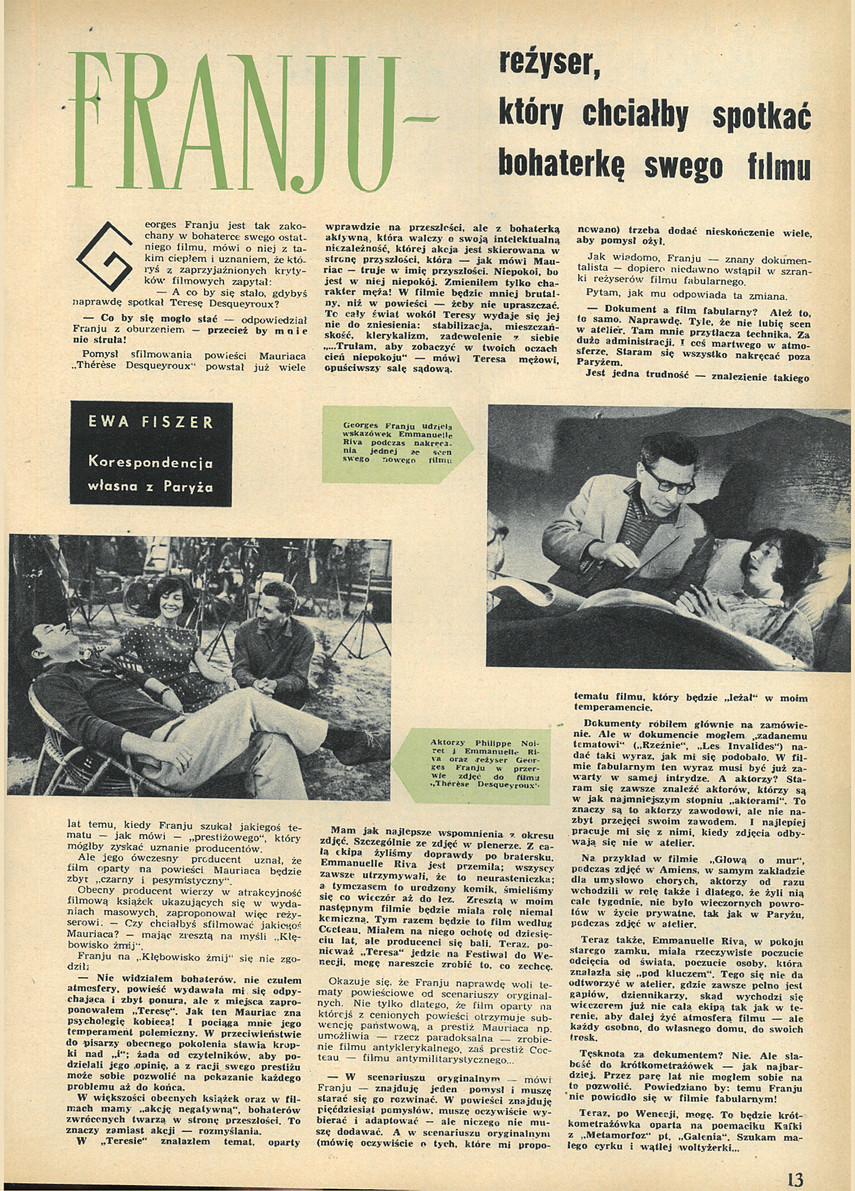 FRANJU-
reżyser,
który chciałby spotkać
bohaterkę swego filmu
Georges Franju jest tak zako-
chany w bohaterce swego ostat-
niego filmu, mówi o niej z ta-
kim ciepłem i uznaniem, że któ-
ryś z zaprzyjaźnionych kryty-
ków filmowych zapytał:
— A co by się stało, gdybyś
naprawdę spotkał Teresę Desqueyroux?
— Co by się mogło stać — odpowiedział
Franju z oburzeniem — przecież by mnie
nie struła!
Pomysł sfilmowania powieści Mauriaca
„Thérèse Desqueyroux" powstał już wiele
wprawdzie na przeszłości, ale z bohaterką
aktywną, która walczy o swoją intelektualną
niezależność, której akcja jest skierowana w
stronę przyszłości, która — jak mówi Mau-
riac — truje w imię przyszłości. Niepokoi, bo
jest w niej niepokój. Zmieniłem tylko cha-
rakter męża! W filmie będzie mniej brutal-
ny, niż w powieści — żeby nie upraszczać.
Te cały świat wokół Teresy wydaje się jej
nie do zniesienia: stabilizacja, mieszczań-
skość, klerykalizm, zadowolenie z siebie
„...Trułam, aby zobaczyć w twoich oczach
cień niepokoju" — mówi Teresa mężowi,
opuściwszy salę sądową.
nowano) trzeba dodać nieskończenie wiele,
aby pomysł ożył.
Jak wiadomo, Franju — znany dokumen-
talista — dopiero niedawno wstąpił w szran-
ki reżyserów filmu fabularnego.
Pytam, jak mu odpowiada ta zmiana.
— Dokument a film fabularny? Ależ to,
to samo. Naprawdę. Tyle, że nie lubię scen
w atelier. Tam mnie przytłacza technika. Za
dużo administracji. I coś martwego w atmo-
sferze. Staram się wszystko nakręcać poza
Paryżem.
Jest jedna trudność — znalezienie takiego
EWA FISZER
Korespondencja
własna z Paryża
Georges Franju udziela
wskazówek Emmanuelle
Riva podczas nakręca-
nia jednej ze scen
swego nowego filmu
Aktorzy Philippe Noi-
ret i Emmanuelle Ri-
va oraz reżyser Geor-
ges Franju w przer-
wie zdjęć do filmu
„Thérèse Desqueyroux".
lat temu, kiedy Franju szukał jakiegoś te-
matu — jak mówi — „prestiżowego", który
mógłby zyskać uznanie producentów.
Ale jego ówczesny producent uznał, że
film oparty na powieści Mauriaca będzie
zbyt „czarny i pesymistyczny".
Obecny producent wierzy w atrakcyjność
filmową książek ukazujących się w wyda-
niach masowych, zaproponował więc reży-
serowi. — Czy chciałbyś sfilmować jakiegoś
Mauriaca? — mając zresztą na myśli „Kłę-
bowisko żmij".
Franju na „Kłębowisko żmij" się nie zgo-
dził:
— Nie widziałem bohaterów, nie czułem
atmosfery, powieść wydawała mi się odpy-
chająca i zbyt ponura, ale z miejsca zapro-
ponowałem „Teresę". Jak ten Mauriac zna
psychologię kobiecą! I pociąga mnie jego
temperament polemiczny. W przeciwieństwie
do pisarzy obecnego pokolenia stawia krop-
ki nad „i"; żąda od czytelników, aby po-
dzielali jego opinię, a z racji swego prestiżu
może sobie pozwolić na pokazanie każdego
problemu aż do końca.
W większości obecnych książek oraz w fil-
mach mamy „akcję negatywną", bohaterów
zwróconych twarzą w stronę przeszłości. To
znaczy zamiast akcji — rozmyślania.
W „Teresie" znalazłem temat, oparty
Mam jak najlepsze wspomnienia z okresu
zdjęć. Szczególnie ze zdjęć w plenerze. Z ca-
łą ekipa żyliśmy doprawdy po bratersku.
Emmanuelle Riva jest przemiła; wszyscy
zawsze utrzymywali, że to neurasteniczka;
a tymczasem to urodzony komik, śmieliśmy
się co wieczór aż do łez. Zresztą w moim
następnym filmie będzie miała rolę niemal
komiczną. Tym razem będzie to film według
Cocteau. Miałem na niego ochotę od dziesię-
ciu lat, ale producenci się bali. Teraz, po-
nieważ „Teresa" jedzie na Festiwal do We-
necji, mogę nareszcie zrobić to, co zechcę.
Okazuje się, że Franju naprawdę woli te-
maty powieściowe od scenariuszy oryginal-
nych. Nie tylko dlatego, że film oparty na
którejś z cenionych powieści otrzymuje sub-
wencję państwową, a prestiż Mauriaca np.
umożliwia — rzecz paradoksalna — zrobie-
nie filmu antyklerykalnego, zaś prestiż Coc-
teau — filmu antymilitarystycznego...
— W scenariuszu oryginalnym — mówi
Franju — znajduję jeden pomysł i muszę
starać się go rozwinąć. W powieści znajduję
pięćdziesiąt pomysłów, muszę oczywiście wy-
bierać i adaptować — ale niczego nie mu-
szę dodawać. A w scenariuszu oryginalnym
(mówię oczywiście o tych, które mi propo-
tematu filmu, który będzie „leżał" w moim
temperamencie.
Dokumenty robiłem głównie na zamówie-
nie. Ale w dokumencie mogłem „zadanemu
tematowi" („Rzeźnie", „Les Invalides") na-
dać taki wyraz, jak mi się podobało. W fil-
mie fabularnym ten wyraz musi być już za-
warty w samej intrydze. A aktorzy? Sta-
ram się zawsze znaleźć aktorów, którzy są
w jak najmniejszym stopniu „aktorami". To
znaczy są to aktorzy zawodowi, ale nie na-
zbyt przejęci swoim zawodem. I najlepiej
pracuje mi się z nimi, kiedy zdjęcia odby-
wają się nie w atelier.
Na przykład w filmie „Głową o mur",
podczas zdjęć w Amiens, w samym zakładzie
dla umysłowo chorych, aktorzy od razu
wchodzili w rolę także i dlatego, że żyli nią
całe tygodnie, nie było wieczornych powro-
tów w życie prywatne, tak jak w Paryżu,
podczas zdjęć w atelier.
Teraz także, Emmanuelle Riva, w pokoju
starego zamku, miała rzeczywiste poczucie
odcięcia od świata, poczucie osoby, która
znalazła się „pod kluczem". Tego się nie da
odtworzyć w atelier, gdzie zawsze pełno jest
gapiów, dziennikarzy, skąd wychodzi się
wieczorem już nie całą ekipą tak jak w te-
renie, aby dalej żyć atmosferą filmu — ale
każdy osobno, do własnego domu, do swoich
trosk.
Tęsknota za dokumentem? Nie. Ale sła-
bość do krótkometrażówek — jak najbar-
dziej. Przez parę lat nie mogłem sobie na
to pozwolić. Powiedziano by: temu Franju
nie powiodło się w filmie fabularnym!
Teraz, po Wenecji, mogę. To będzie krót-
kometrażówka oparta na poemaciku Kafki
z „Metamorfoz" pt. „Galenia". Szukam ma-
łego cyrku i wątłej woltyżerki...
13